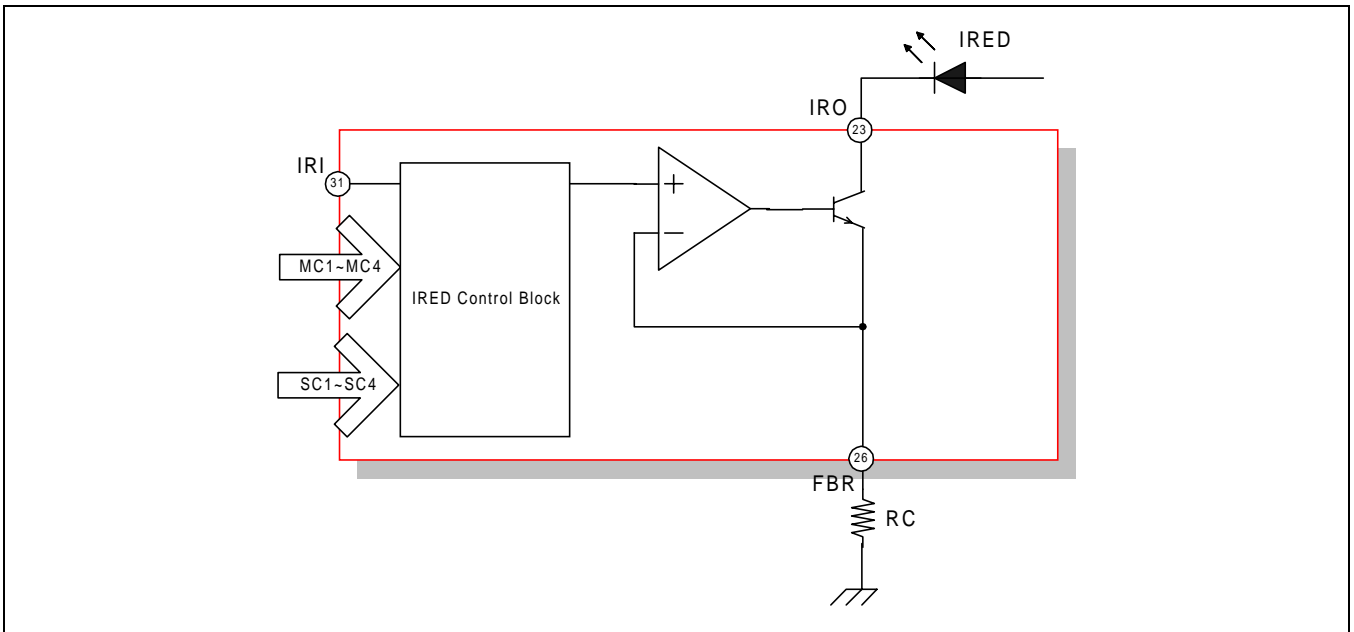 IRED
IRO
23
IRI
31
MC1~MC4
IRED Control Block
SC1~SC4
+
−
26
FBR
RC